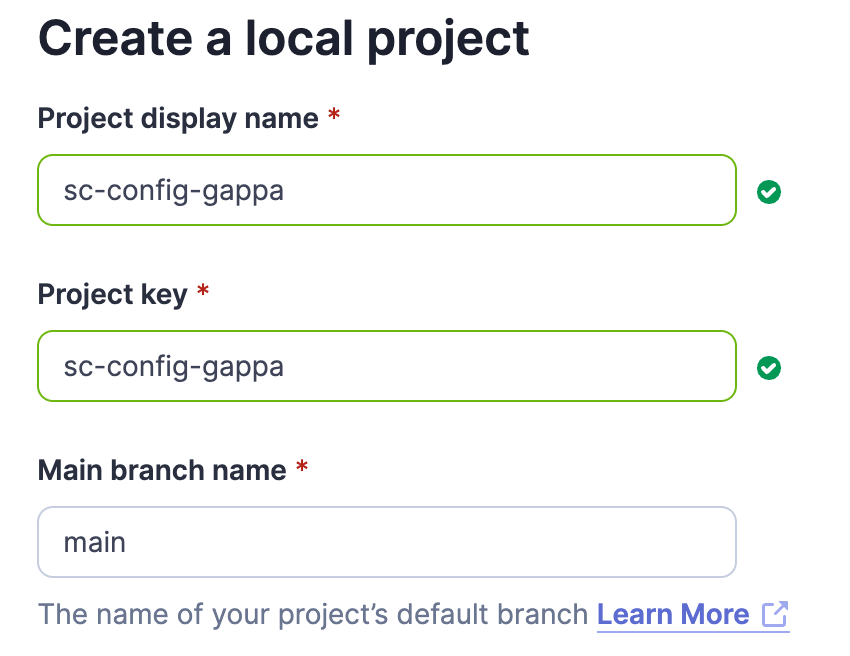 Create a local project
Project display name *
sc-config-gappa
Project key *
sc-config-gappa
Main branch name *
main
The name of your project’s default branch Learn More